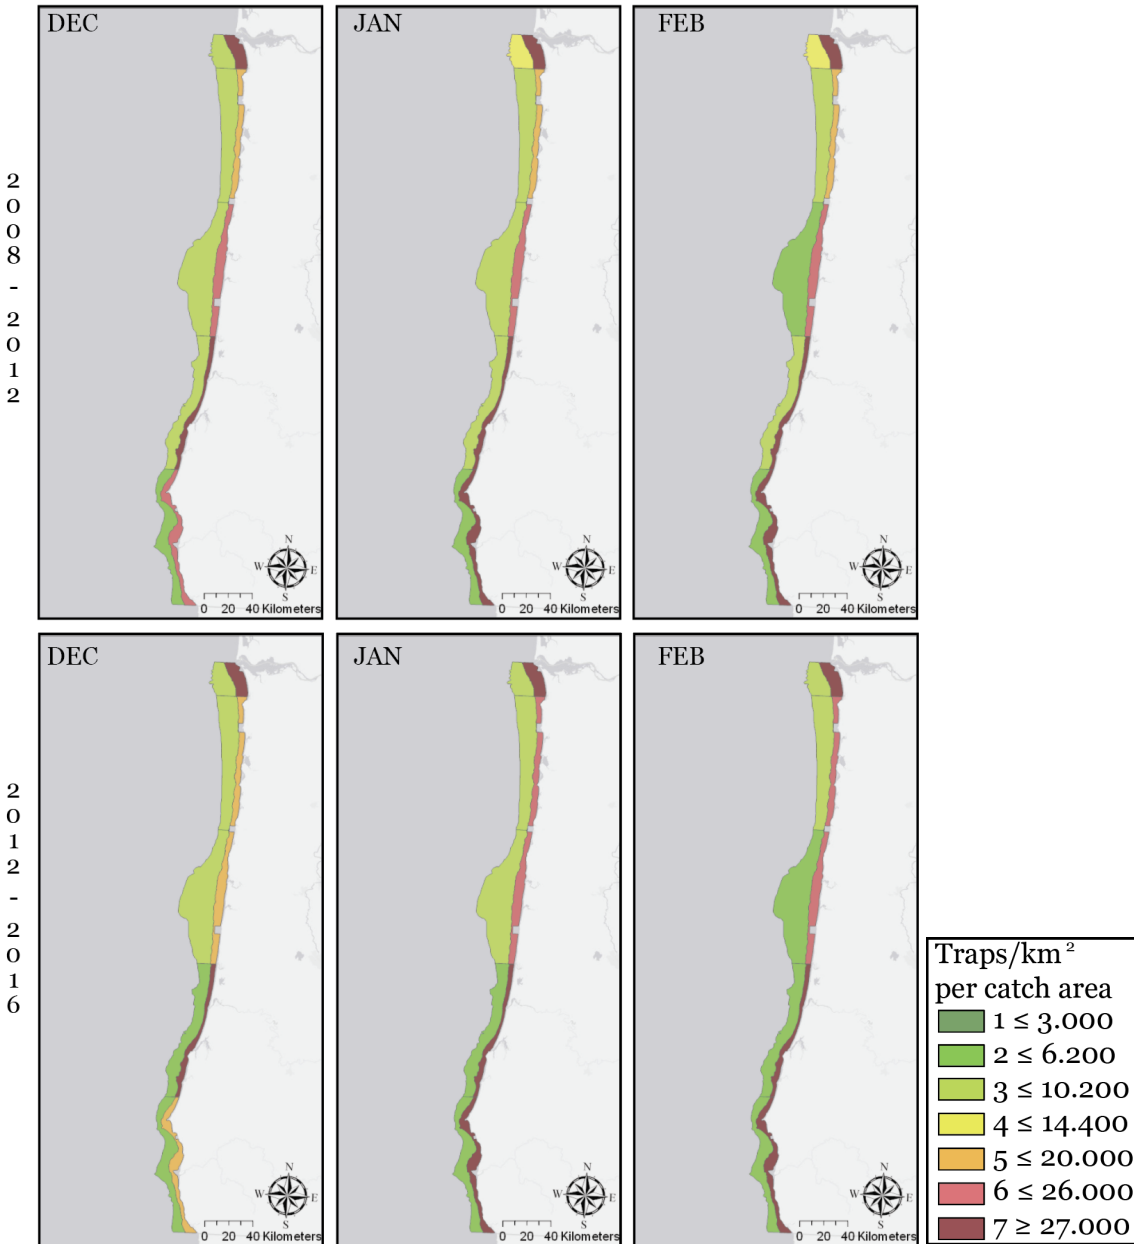 DEC
JAN
FEB
2008-2012
N
W E
S
0 20 40 Kilometers
N
W E
S
0 20 40 Kilometers
N
W E
S
0 20 40 Kilometers
DEC
JAN
FEB
2012-2016
N
W E
S
0 20 40 Kilometers
N
W E
S
0 20 40 Kilometers
N
W E
S
0 20 40 Kilometers
Traps/km²
per catch area
1 ≤ 3.000
2 ≤ 6.200
3 ≤ 10.200
4 ≤ 14.400
5 ≤ 20.000
6 ≤ 26.000
7 ≥ 27.000